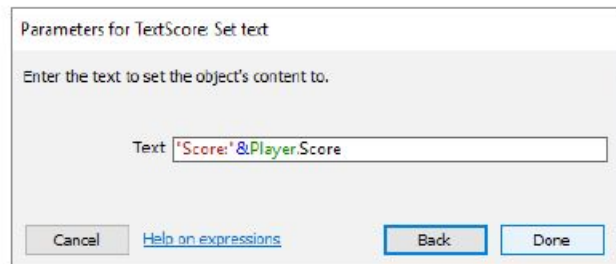 Parameters for TextScore: Set text
Enter the text to set the object's content to.
Text "Score:"&Player.Score
Cancel Help on expressions Back Done